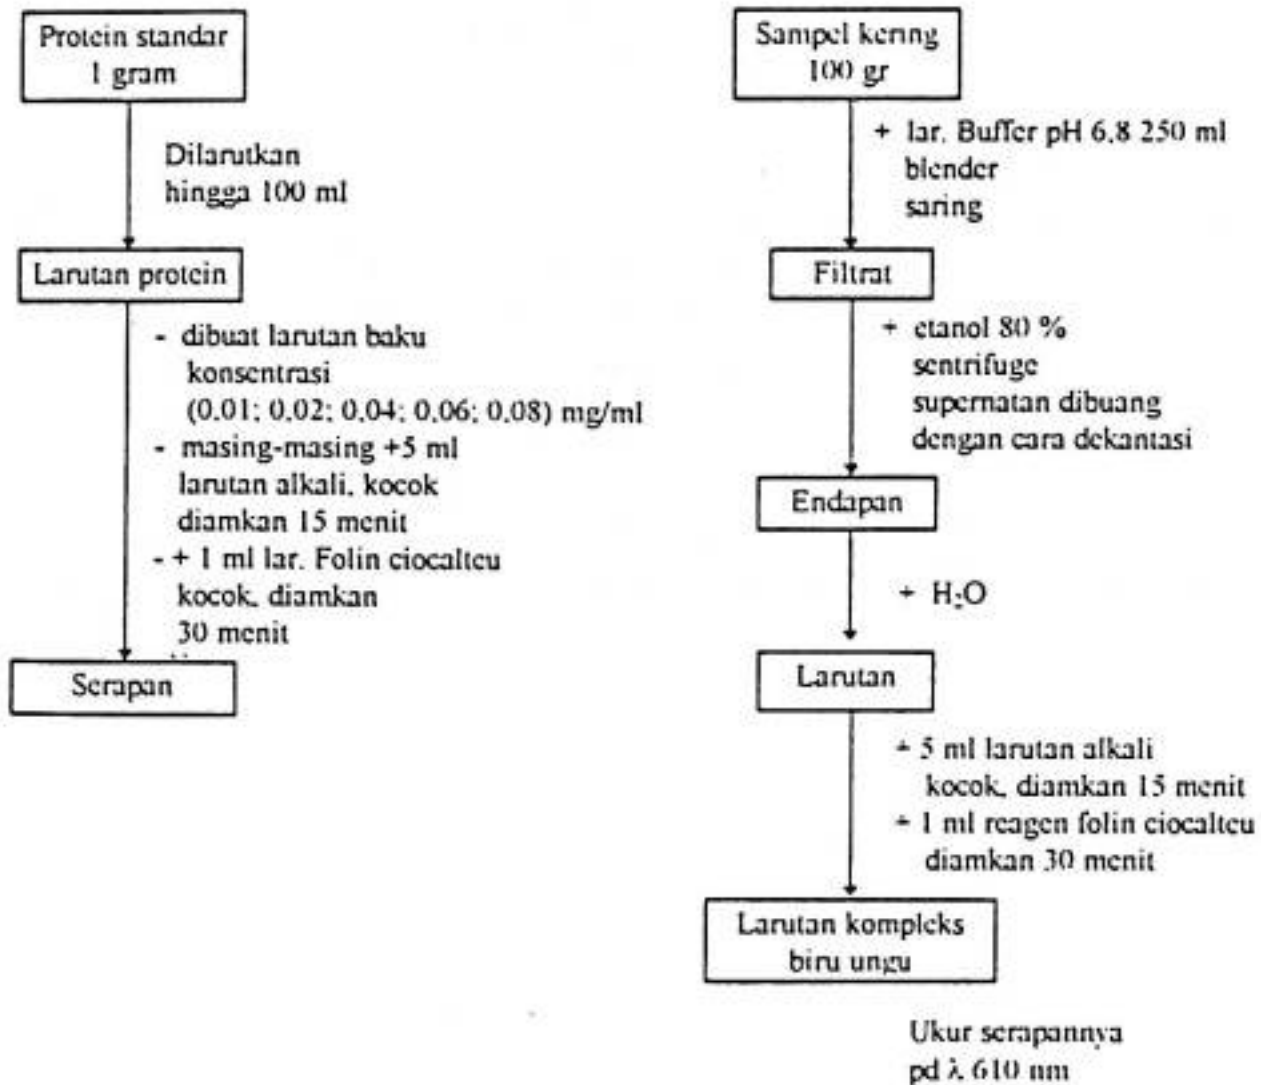 Protein standar
1 gram
Dilarutkan
hingga 100 ml
Larutan protein
- dibuat larutan baku
konsentrasi
(0.01; 0.02; 0.04; 0.06; 0.08) mg/ml
- masing-masing +5 ml
larutan alkali. kocok
diamkan 15 menit
- + 1 ml lar. Folin ciocalteu
kocok. diamkan
30 menit
Serapan
Sampel kering
100 gr
+ lar. Buffer pH 6.8 250 ml
blender
saring
Filtrat
+ etanol 80 %
sentrifuge
supernatan dibuang
dengan cara dekantasi
Endapan
+ H₂O
Larutan
+ 5 ml larutan alkali
kocok. diamkan 15 menit
+ 1 ml reagen folin ciocalteu
diamkan 30 menit
Larutan kompleks
biru ungu
Ukur serapannya
pd λ 610 nm